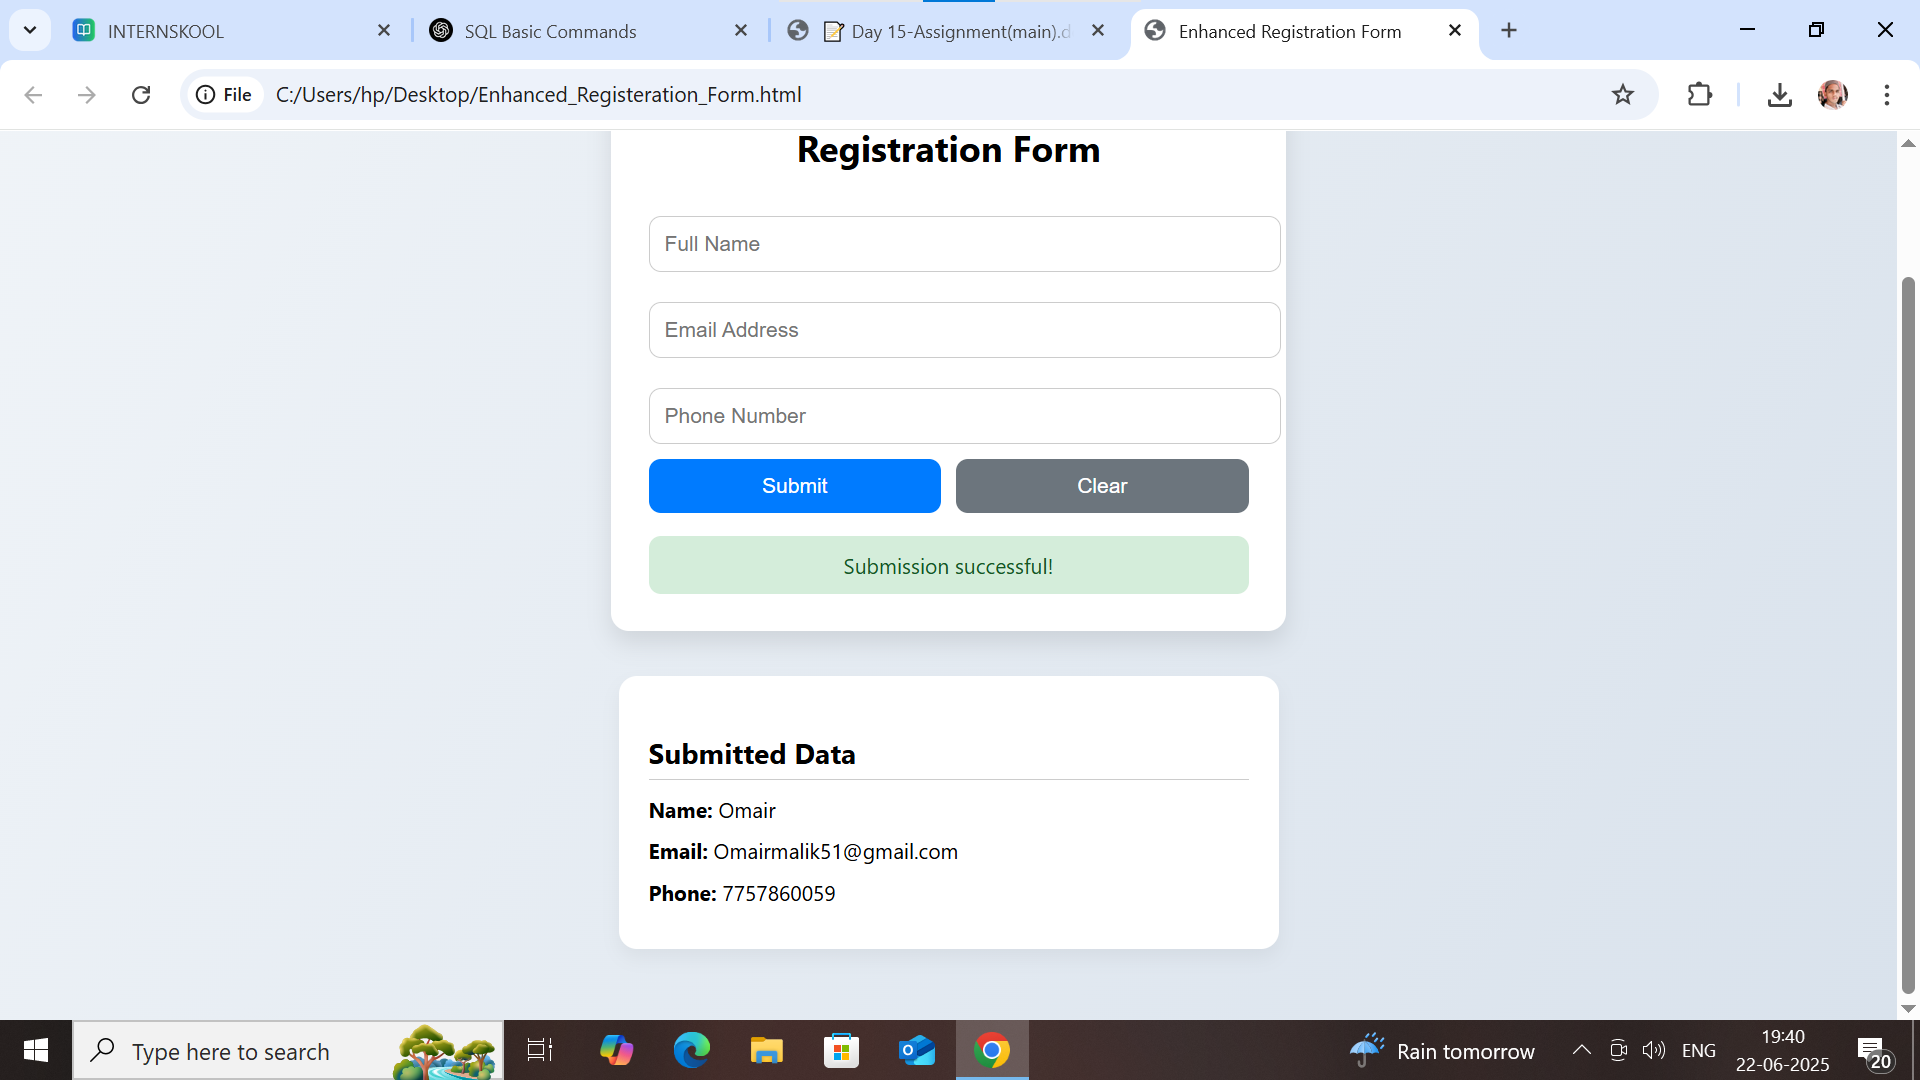 INTERNSKOOL
SQL Basic Commands
Day 15-Assignment(main).d
Enhanced Registration Form
File
C:/Users/hp/Desktop/Enhanced_Registeration_Form.html
Registration Form
Full Name
Email Address
Phone Number
Submit
Clear
Submission successful!
Submitted Data
Name: Omair
Email: Omairmalik51@gmail.com
Phone: 7757860059
Type here to search
Rain tomorrow
ENG
19:40
22-06-2025
20